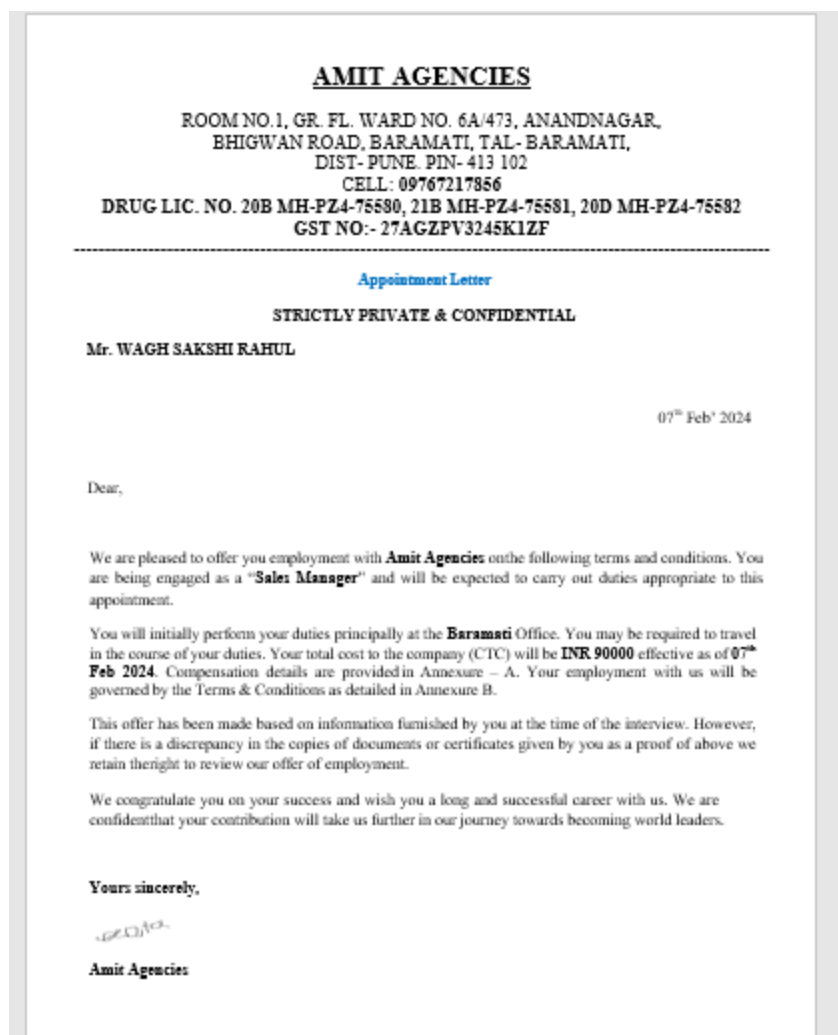 AMIT AGENCIES
ROOM NO.1, GR. FL. WARD NO. 6A/473, ANANDNAGAR,
BHIGWAN ROAD, BARAMATI, TAL- BARAMATI,
DIST- PUNE. PIN- 413 102
CELL: 09767217856
DRUG LIC. NO. 20B MH-PZ4-75580, 21B MH-PZ4-75581, 20D MH-PZ4-75582
GST NO:- 27AGZPV3245K1ZF
Appointment Letter
STRICTLY PRIVATE & CONFIDENTIAL
Mr. WAGH SAKSHI RAHUL
07th Feb' 2024
Dear,
We are pleased to offer you employment with Amit Agencies onthe following terms and conditions. You
are being engaged as a "Sales Manager" and will be expected to carry out duties appropriate to this
appointment.
You will initially perform your duties principally at the Baramati Office. You may be required to travel
in the course of your duties. Your total cost to the company (CTC) will be INR 90000 effective as of 07th
Feb 2024. Compensation details are provided in Annexure – A. Your employment with us will be
governed by the Terms & Conditions as detailed in Annexure B.
This offer has been made based on information furnished by you at the time of the interview. However,
if there is a discrepancy in the copies of documents or certificates given by you as a proof of above we
retain theright to review our offer of employment.
We congratulate you on your success and wish you a long and successful career with us. We are
confidentthat your contribution will take us further in our journey towards becoming world leaders.
Yours sincerely,
Amit Agencies